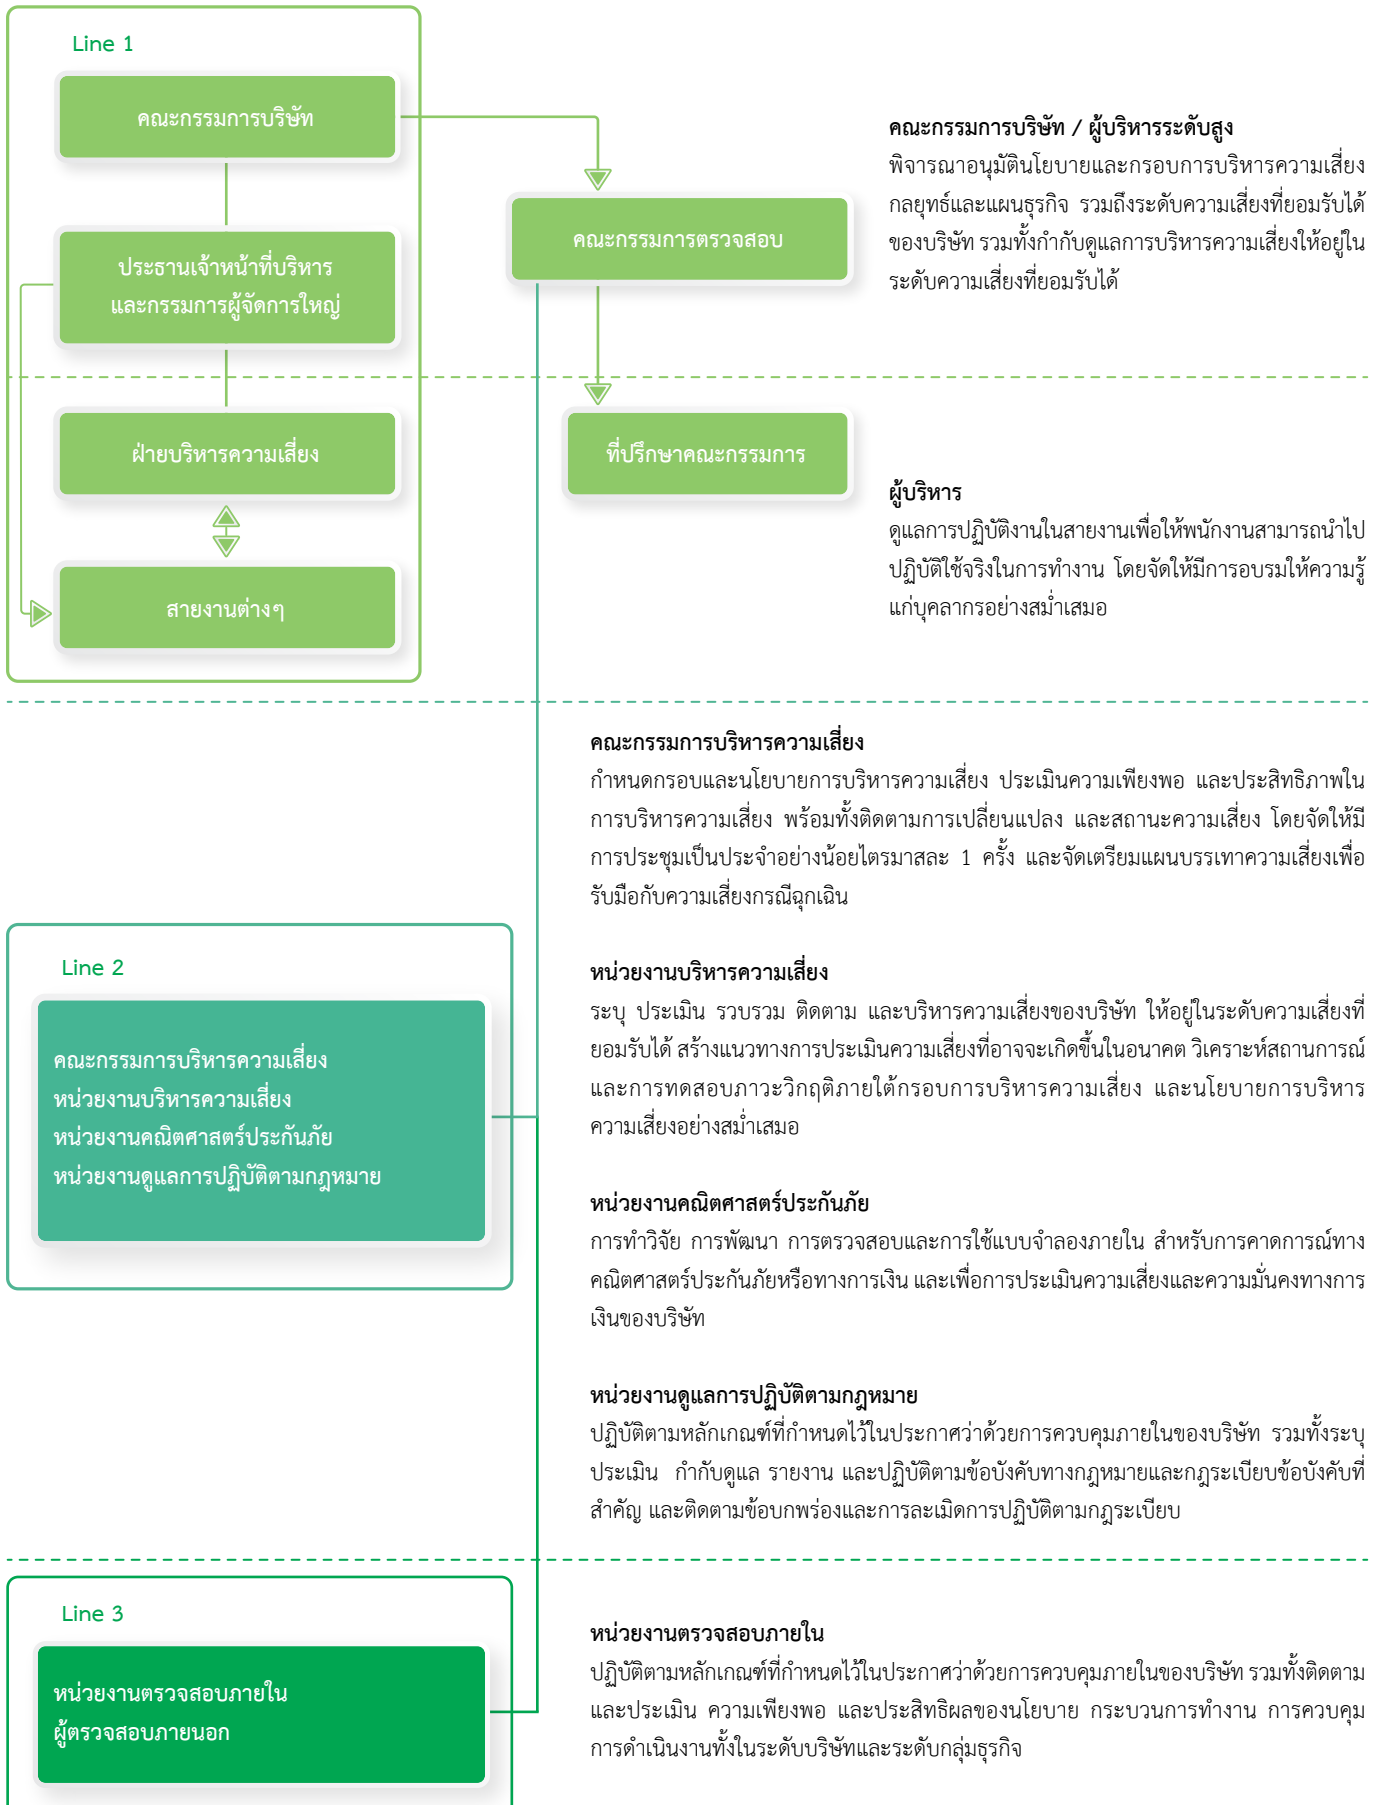 Line 1
คณะกรรมการบริษัท
ประธานเจ้าหน้าที่บริหาร
และกรรมการผู้จัดการใหญ่
ฝ่ายบริหารความเสี่ยง
สายงานต่างๆ
คณะกรรมการตรวจสอบ
ที่ปรึกษาคณะกรรมการ
คณะกรรมการบริษัท / ผู้บริหารระดับสูง
พิจารณาอนุมัตินโยบายและกรอบการบริหารความเสี่ยง
กลยุทธ์และแผนธุรกิจ รวมถึงระดับความเสี่ยงที่ยอมรับได้
ของบริษัท รวมทั้งกำกับดูแลการบริหารความเสี่ยงให้อยู่ใน
ระดับความเสี่ยงที่ยอมรับได้
ผู้บริหาร
ดูแลการปฏิบัติงานในสายงานเพื่อให้พนักงานสามารถนำไป
ปฏิบัติใช้จริงในการทำงาน โดยจัดให้มีการอบรมให้ความรู้
แก่บุคลากรอย่างสม่ำเสมอ
คณะกรรมการบริหารความเสี่ยง
กำหนดกรอบและนโยบายการบริหารความเสี่ยง ประเมินความเพียงพอ และประสิทธิภาพใน
การบริหารความเสี่ยง พร้อมทั้งติดตามการเปลี่ยนแปลง และสถานะความเสี่ยง โดยจัดให้มี
การประชุมเป็นประจำอย่างน้อยไตรมาสละ 1 ครั้ง และจัดเตรียมแผนบรรเทาความเสี่ยงเพื่อ
รับมือกับความเสี่ยงกรณีฉุกเฉิน
Line 2
คณะกรรมการบริหารความเสี่ยง
หน่วยงานบริหารความเสี่ยง
หน่วยงานคณิตศาสตร์ประกันภัย
หน่วยงานดูแลการปฏิบัติตามกฎหมาย
หน่วยงานบริหารความเสี่ยง
ระบุ ประเมิน รวบรวม ติดตาม และบริหารความเสี่ยงของบริษัท ให้อยู่ในระดับความเสี่ยงที่
ยอมรับได้ สร้างแนวทางการประเมินความเสี่ยงที่อาจจะเกิดขึ้นในอนาคต วิเคราะห์สถานการณ์
และการทดสอบภาวะวิกฤติภายใต้กรอบการบริหารความเสี่ยง และนโยบายการบริหาร
ความเสี่ยงอย่างสม่ำเสมอ
หน่วยงานคณิตศาสตร์ประกันภัย
การทำวิจัย การพัฒนา การตรวจสอบและการใช้แบบจำลองภายใน สำหรับการคาดการณ์ทาง
คณิตศาสตร์ประกันภัยหรือทางการเงิน และเพื่อการประเมินความเสี่ยงและความมั่นคงทางการ
เงินของบริษัท
หน่วยงานดูแลการปฏิบัติตามกฎหมาย
ปฏิบัติตามหลักเกณฑ์ที่กำหนดไว้ในประกาศว่าด้วยการควบคุมภายในของบริษัท รวมทั้งระบุ
ประเมิน กำกับดูแล รายงาน และปฏิบัติตามข้อบังคับทางกฎหมายและกฎระเบียบข้อบังคับที่
สำคัญ และติดตามข้อบกพร่องและการละเมิดการปฏิบัติตามกฎระเบียบ
Line 3
หน่วยงานตรวจสอบภายใน
ผู้ตรวจสอบภายนอก
หน่วยงานตรวจสอบภายใน
ปฏิบัติตามหลักเกณฑ์ที่กำหนดไว้ในประกาศว่าด้วยการควบคุมภายในของบริษัท รวมทั้งติดตาม
และประเมิน ความเพียงพอ และประสิทธิผลของนโยบาย กระบวนการทำงาน การควบคุม
การดำเนินงานทั้งในระดับบริษัทและระดับกลุ่มธุรกิจ